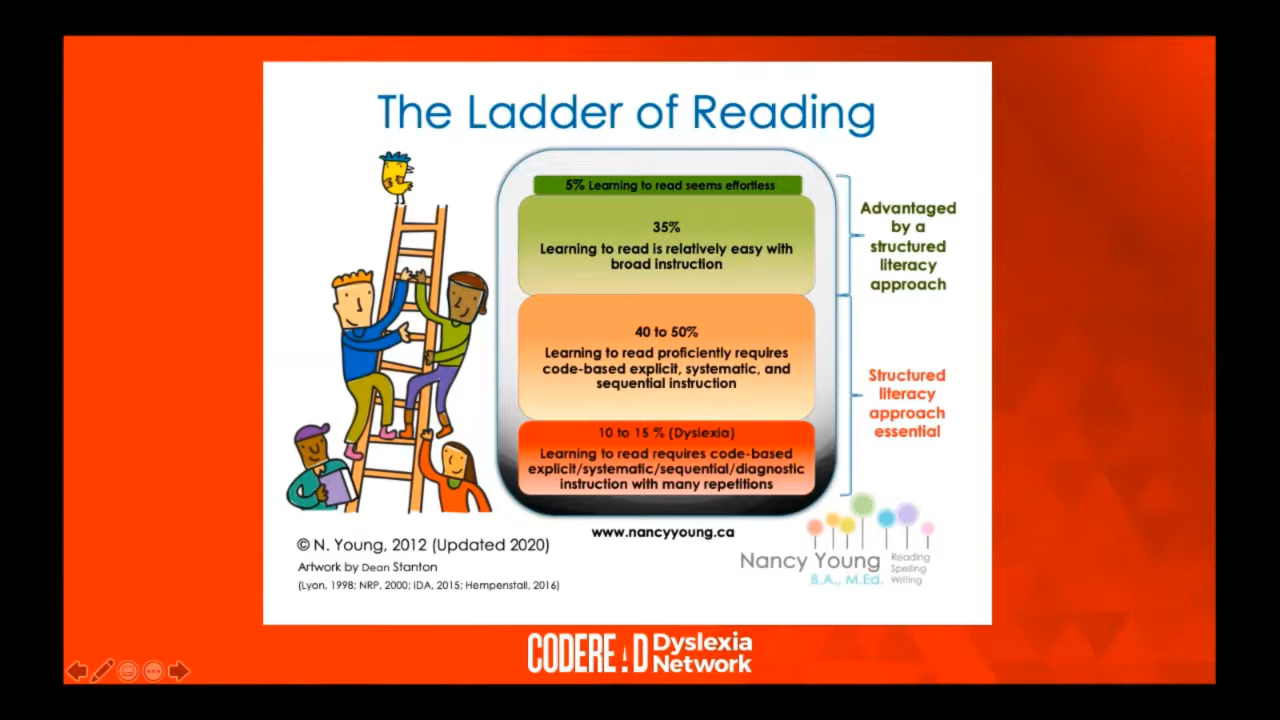 The Ladder of Reading
5% Learning to read seems effortless
35%
Learning to read is relatively easy with
broad instruction
40 to 50%
Learning to read proficiently requires
code-based explicit, systematic, and
sequential instruction
10 to 15 % (Dyslexia)
Learning to read requires code-based
explicit/systematic/sequential/diagnostic
instruction with many repetitions
Advantaged
by a
structured
literacy
approach
Structured
literacy
approach
essential
www.nancyyoung.ca
© N. Young, 2012 (Updated 2020)
Artwork by Dean Stanton
(Lyon, 1998; NRP, 2000; IDA, 2015; Hempenstall, 2016)
Nancy Young
B.A., M.Ed.
Reading
Spelling
Writing
CODEREAD
Dyslexia
Network